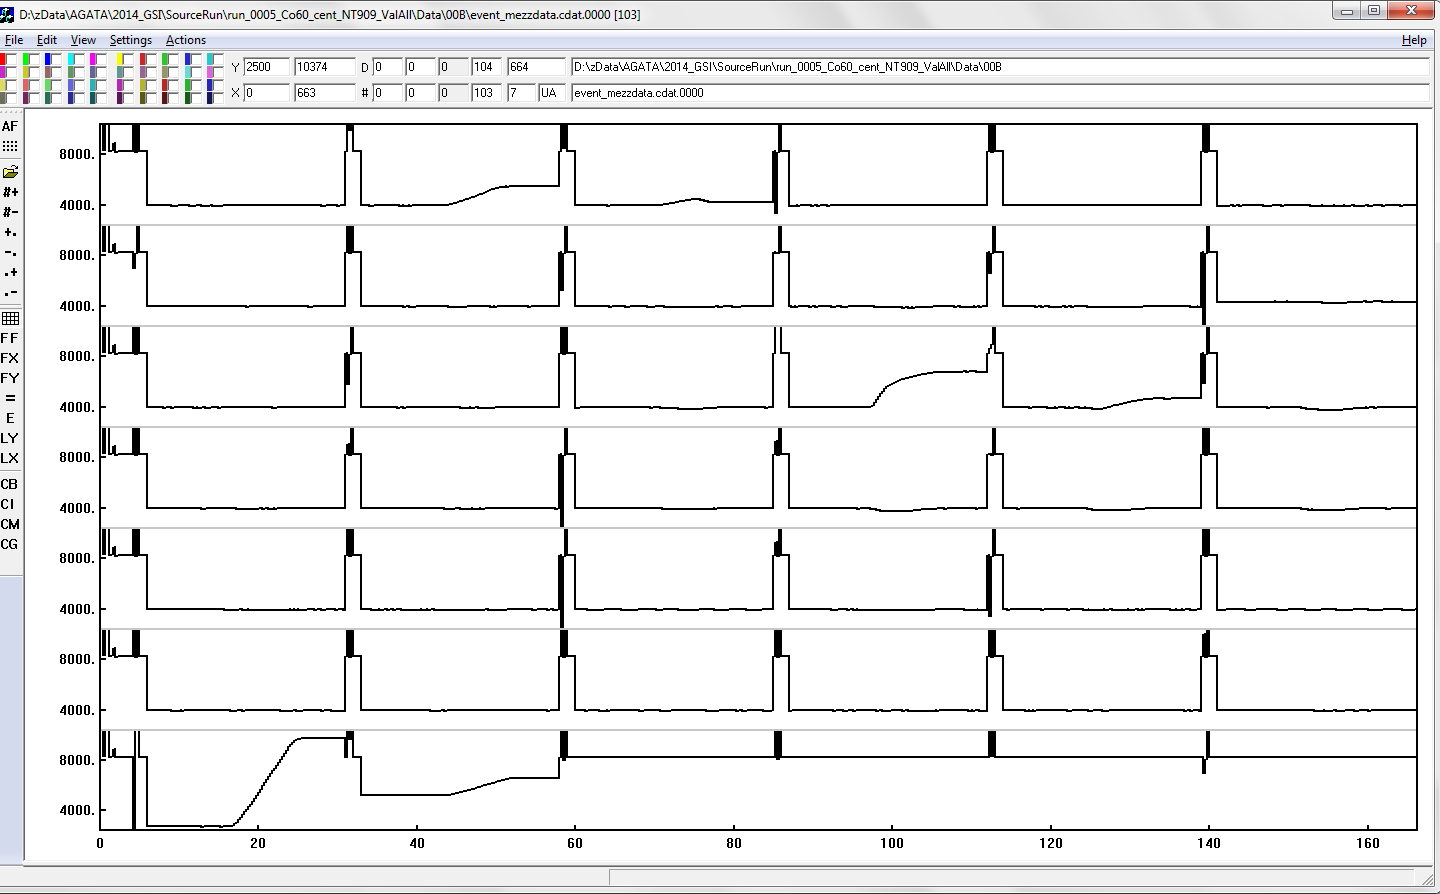 D:\zData\AGATA\2014_GSI\SourceRun\run_0005_Co60_cent_NT909_ValAll\Data\00B\event_mezzdata.cdat.0000 [103]
File Edit View Settings Actions Help
Y 2500 10374 D 0 0 0 104 664 D:\zData\AGATA\2014_GSI\SourceRun\run_0005_Co60_cent_NT909_ValAll\Data\00B
X 0 663 # 0 0 0 103 7 UA event_mezzdata.cdat.0000
AF
#+
#-
+.
-.
.+
.-
FF
FX
FY
=
E
LY
LX
CB
CI
CM
CG
8000.
4000.
8000.
4000.
8000.
4000.
8000.
4000.
8000.
4000.
8000.
4000.
8000.
4000.
0 20 40 60 80 100 120 140 160